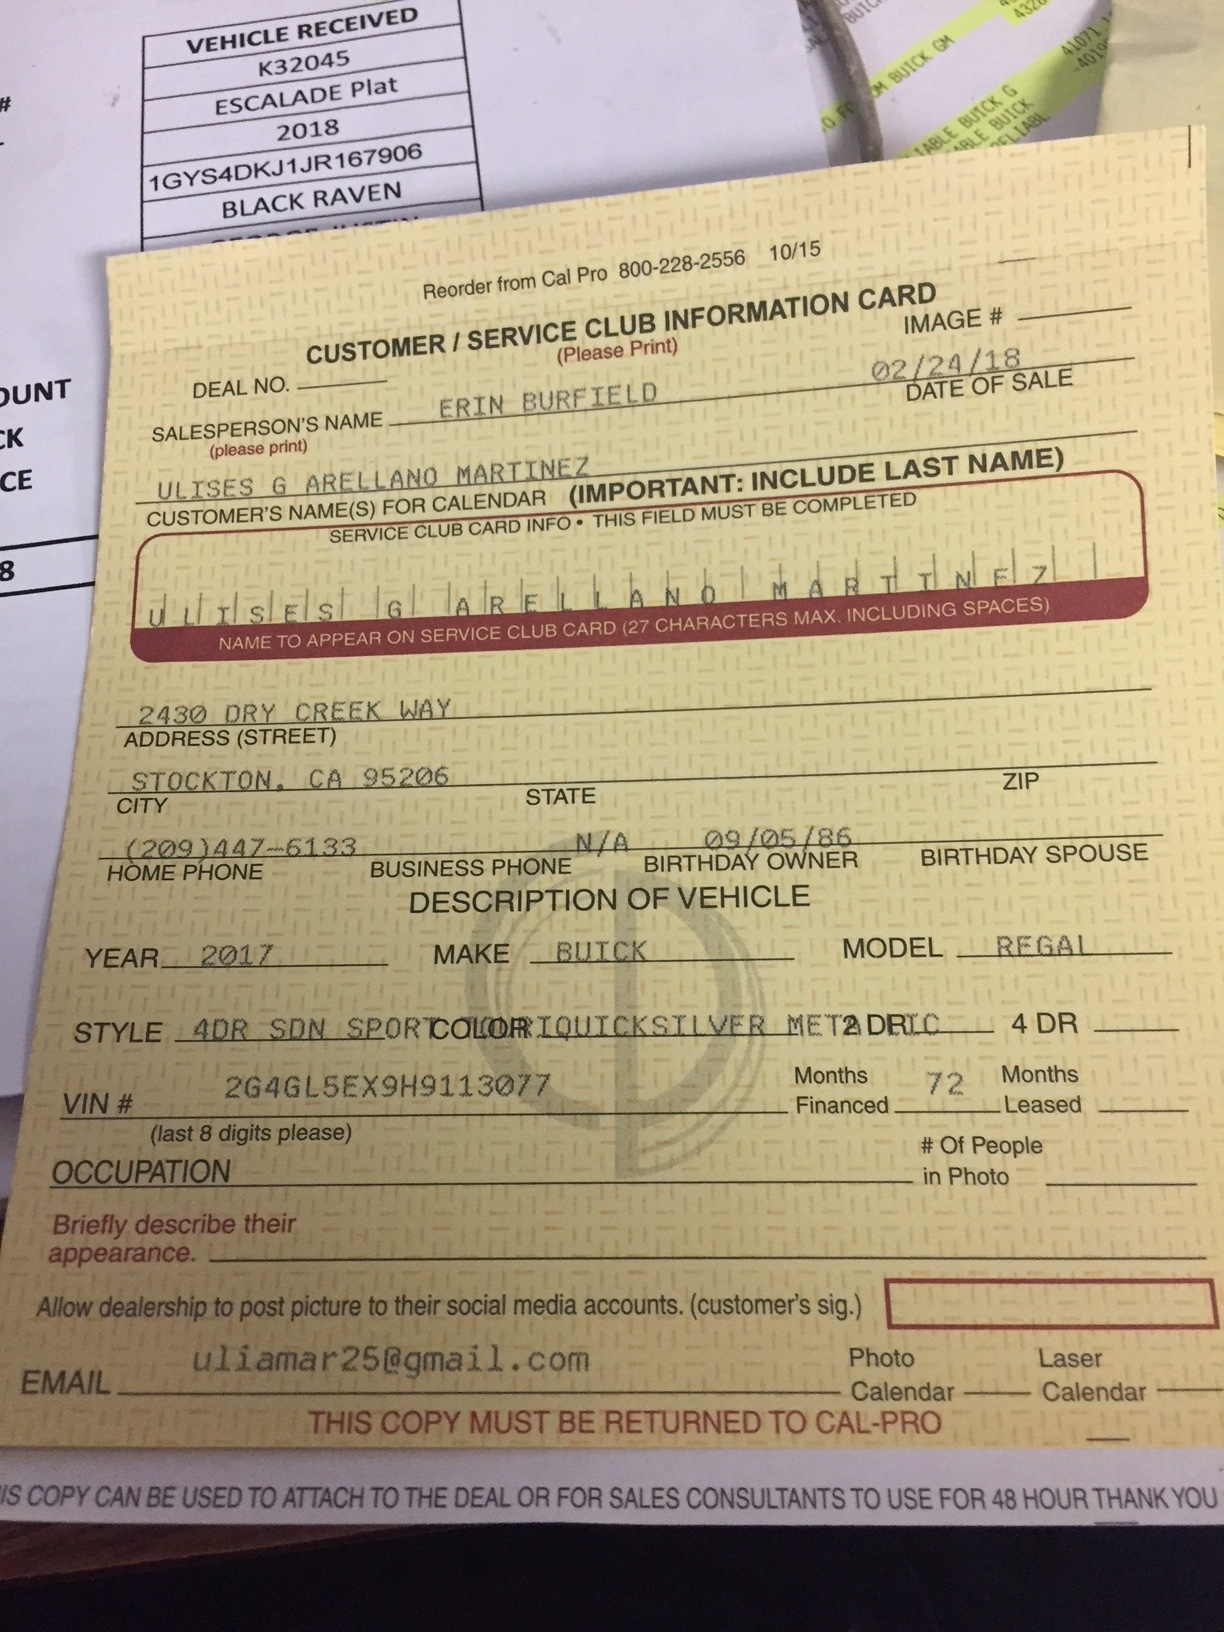 VEHICLE RECEIVED
K32045
ESCALADE Plat
2018
1GYS4DKJ1JR167906
BLACK RAVEN
#
OUNT
CK
CE
8
BUICK
OM BUICK GM
41071
ABLE BUICK G
ABLE BUICK
RELIABL
Reorder from Cal Pro 800-228-2556 10/15
CUSTOMER / SERVICE CLUB INFORMATION CARD
(Please Print)
IMAGE #
DEAL NO.
02/24/18
DATE OF SALE
SALESPERSON'S NAME ERIN BURFIELD
(please print)
ULISES G ARELLANO MARTINEZ
CUSTOMER'S NAME(S) FOR CALENDAR (IMPORTANT: INCLUDE LAST NAME)
SERVICE CLUB CARD INFO • THIS FIELD MUST BE COMPLETED
ULISES G ARELLANO MARTINEZ
NAME TO APPEAR ON SERVICE CLUB CARD (27 CHARACTERS MAX. INCLUDING SPACES)
2430 DRY CREEK WAY
ADDRESS (STREET)
STOCKTON, CA 95206
CITY STATE ZIP
(209)447-6133 N/A 09/05/86
HOME PHONE BUSINESS PHONE BIRTHDAY OWNER BIRTHDAY SPOUSE
DESCRIPTION OF VEHICLE
YEAR 2017 MAKE BUICK MODEL REGAL
STYLE 4DR SDN SPORT COLOR QUICKSILVER METALLIC 2 DR 4 DR
VIN # 2G4GL5EX9H9113077 Months Financed 72 Months Leased
(last 8 digits please)
OCCUPATION # Of People in Photo
Briefly describe their
appearance.
Allow dealership to post picture to their social media accounts. (customer's sig.)
EMAIL uliamar25@gmail.com Photo Calendar Laser Calendar
THIS COPY MUST BE RETURNED TO CAL-PRO
IS COPY CAN BE USED TO ATTACH TO THE DEAL OR FOR SALES CONSULTANTS TO USE FOR 48 HOUR THANK YOU